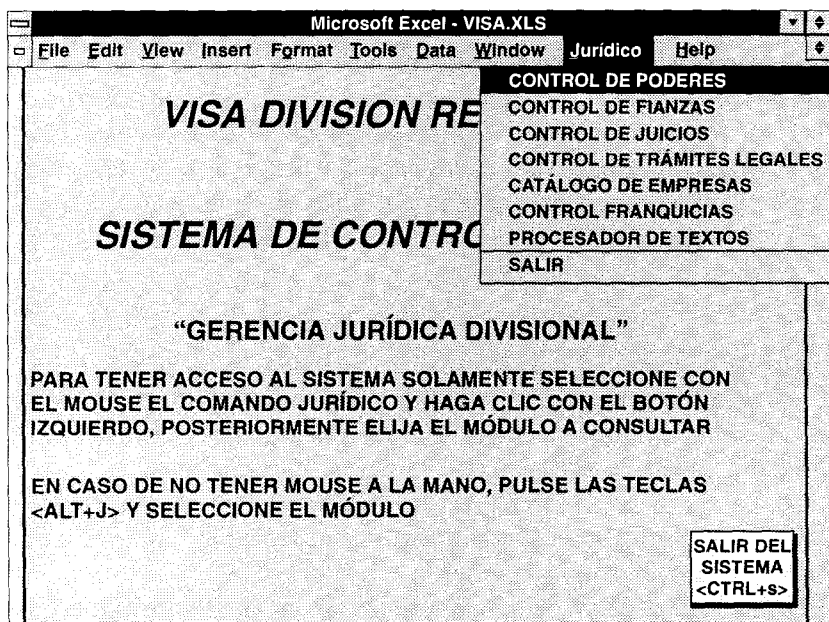 Microsoft Excel - VISA.XLS
File Edit View Insert Format Tools Data Window Jurídico Help
CONTROL DE PODERES
CONTROL DE FIANZAS
CONTROL DE JUICIOS
CONTROL DE TRÁMITES LEGALES
CATÁLOGO DE EMPRESAS
CONTROL FRANQUICIAS
PROCESADOR DE TEXTOS
SALIR
VISA DIVISION RE
SISTEMA DE CONTRO
“GERENCIA JURÍDICA DIVISIONAL”
PARA TENER ACCESO AL SISTEMA SOLAMENTE SELECCIONE CON
EL MOUSE EL COMANDO JURÍDICO Y HAGA CLIC CON EL BOTÓN
IZQUIERDO, POSTERIORMENTE ELIJA EL MÓDULO A CONSULTAR
EN CASO DE NO TENER MOUSE A LA MANO, PULSE LAS TECLAS
<ALT+J> Y SELECCIONE EL MÓDULO
SALIR DEL
SISTEMA
<CTRL+s>